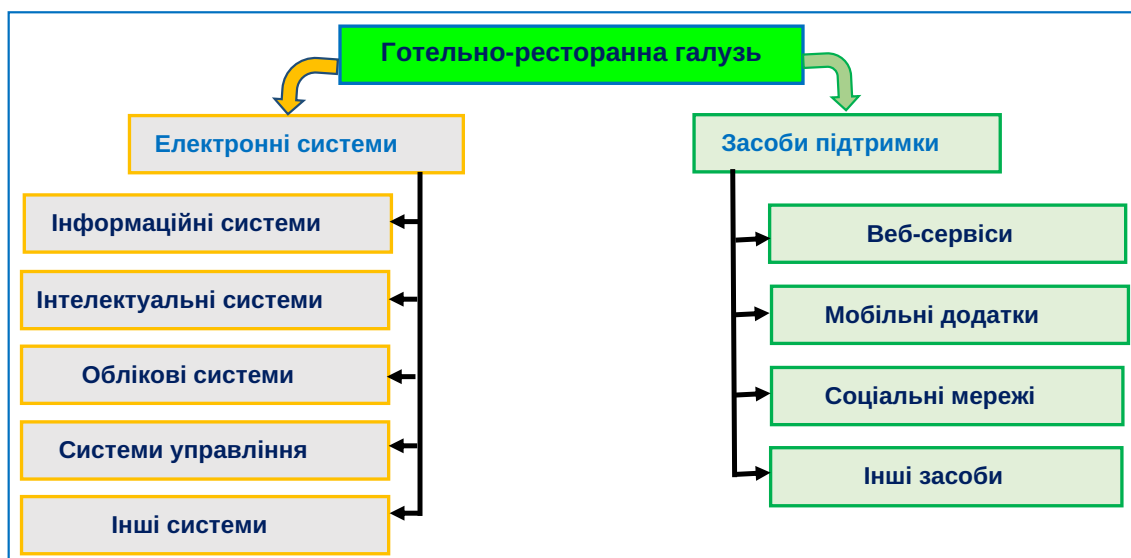 Готельно-ресторанна галузь
Електронні системи
Інформаційні системи
Інтелектуальні системи
Облікові системи
Системи управління
Інші системи
Засоби підтримки
Веб-сервіси
Мобільні додатки
Соціальні мережі
Інші засоби